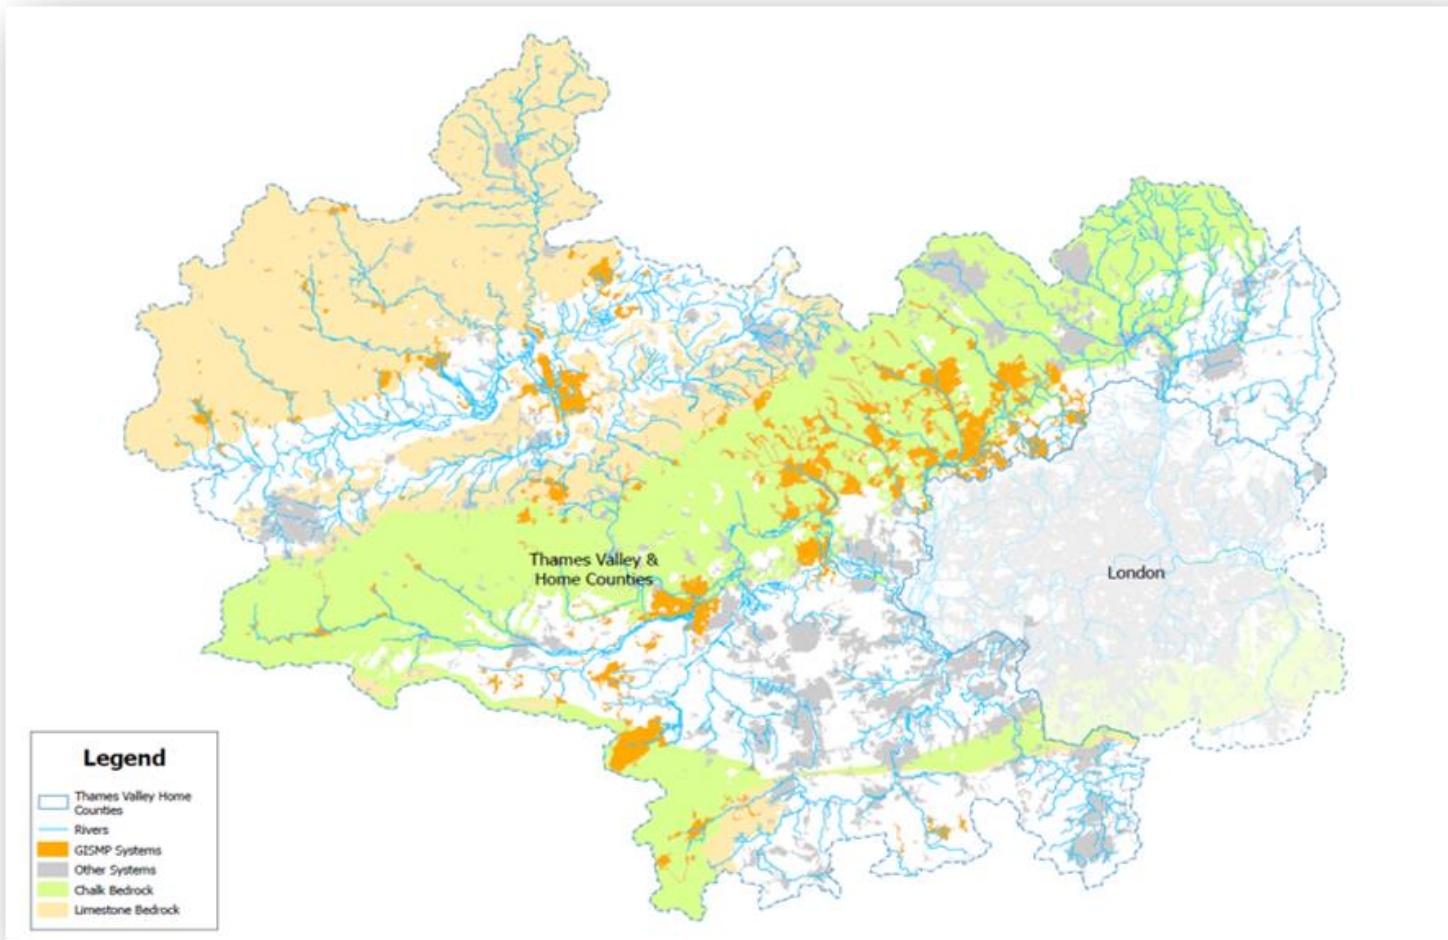 Thames Valley &
Home Counties
London
Legend
Thames Valley Home
Counties
Rivers
GISMP Systems
Other Systems
Chalk Bedrock
Limestone Bedrock